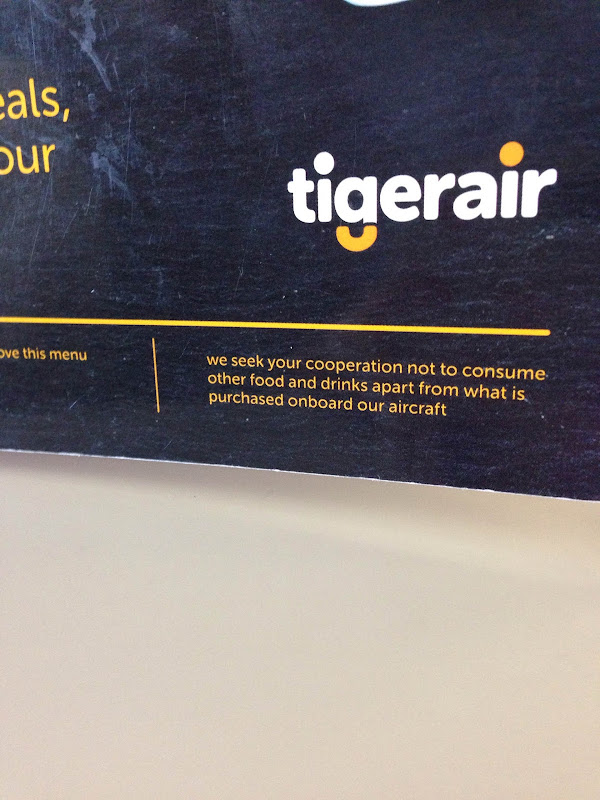 eals,
our
tigerair
ove this menu
we seek your cooperation not to consume
other food and drinks apart from what is
purchased onboard our aircraft